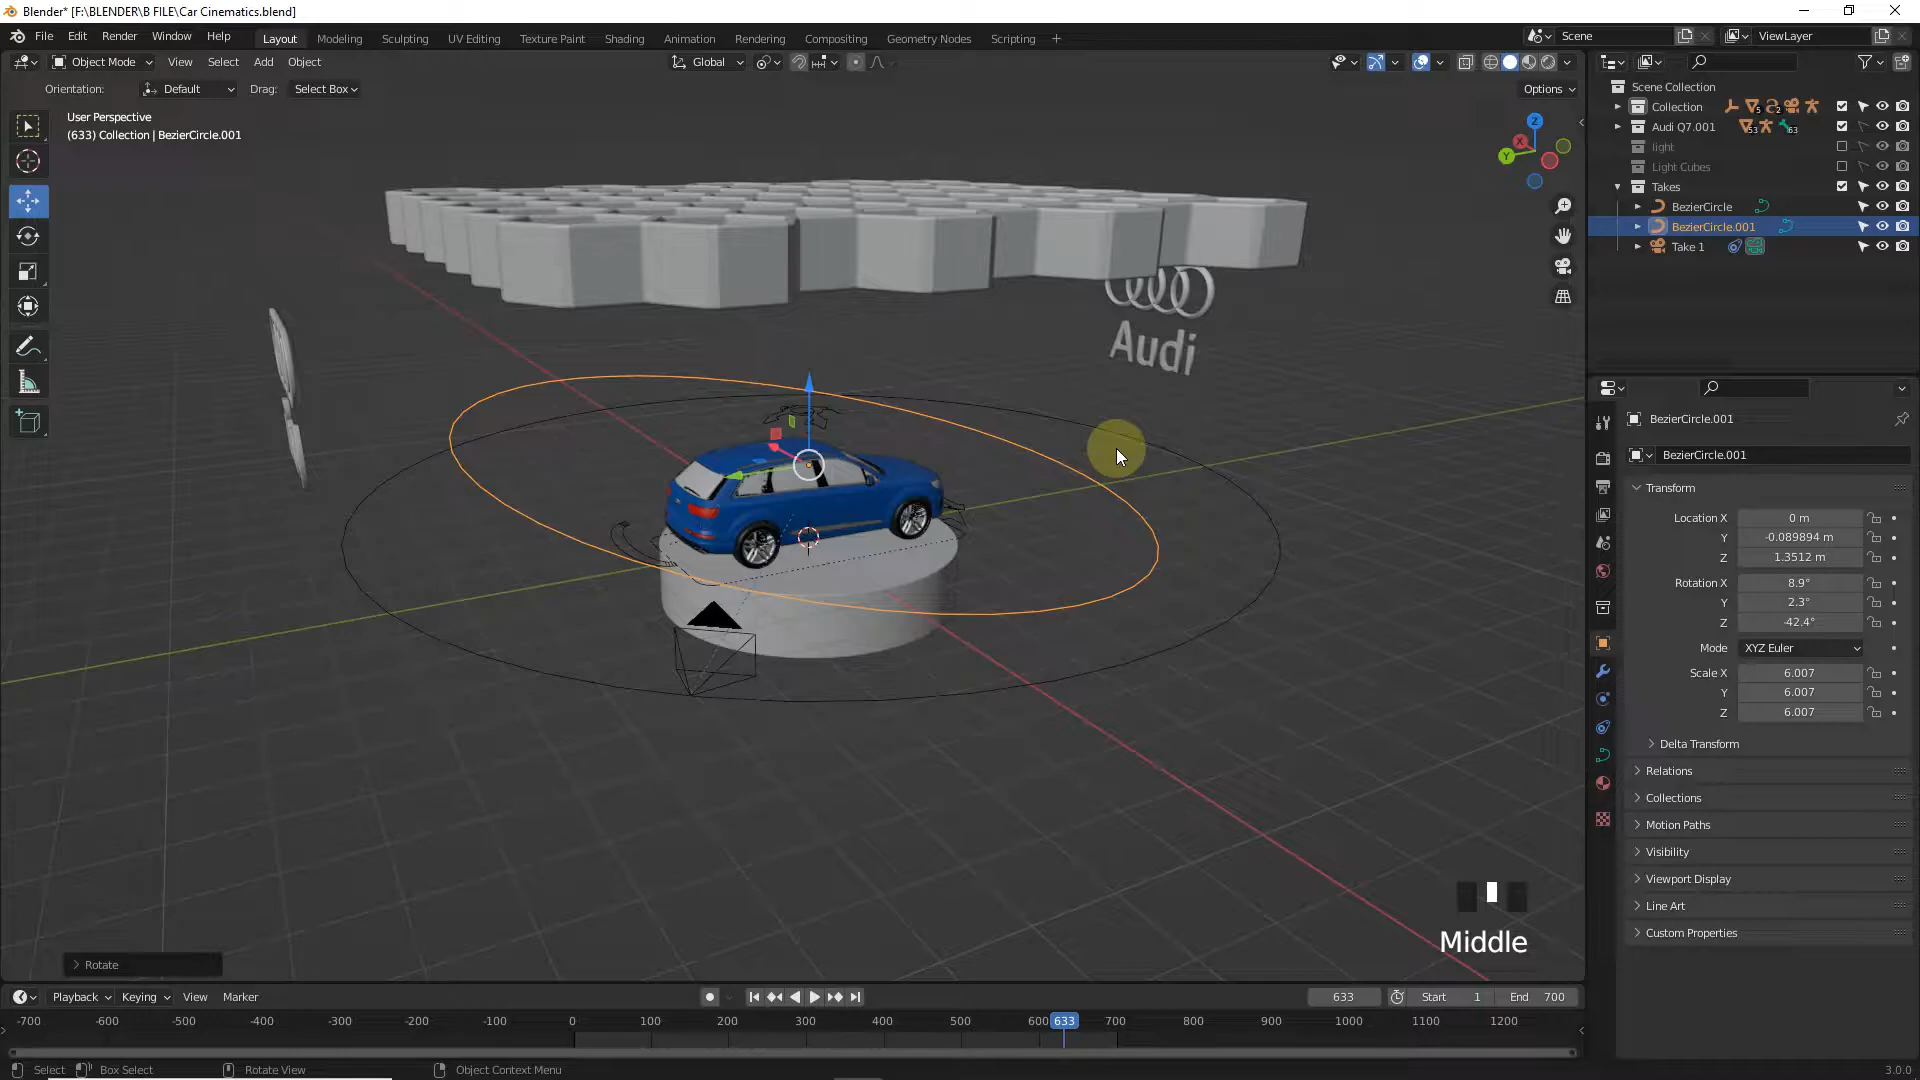 Blender* [F:\BLENDER\B FILE\Car Cinematics.blend]
File Edit Render Window Help Layout Modeling Sculpting UV Editing Texture Paint Shading Animation Rendering Compositing Geometry Nodes Scripting + Scene ViewLayer
Object Mode View Select Add Object Global
Orientation: Default Drag: Select Box Options
User Perspective
(633) Collection | BezierCircle.001
Z
X
Y
Audi
Scene Collection
Collection 5 2
Audi Q7.001 53 63
light
Light Cubes
Takes
BezierCircle
BezierCircle.001
Take 1
BezierCircle.001
BezierCircle.001
Transform
Location X 0 m
Y -0.089894 m
Z 1.3512 m
Rotation X 8.9°
Y 2.3°
Z -42.4°
Mode XYZ Euler
Scale X 6.007
Y 6.007
Z 6.007
Delta Transform
Relations
Collections
Motion Paths
Visibility
Viewport Display
Line Art
Custom Properties
Middle
Rotate
Playback Keying View Marker 633 Start 1 End 700
-700 -600 -500 -400 -300 -200 -100 0 100 200 300 400 500 600 633 700 800 900 1000 1100 1200
Select Box Select Rotate View Object Context Menu 3.0.0